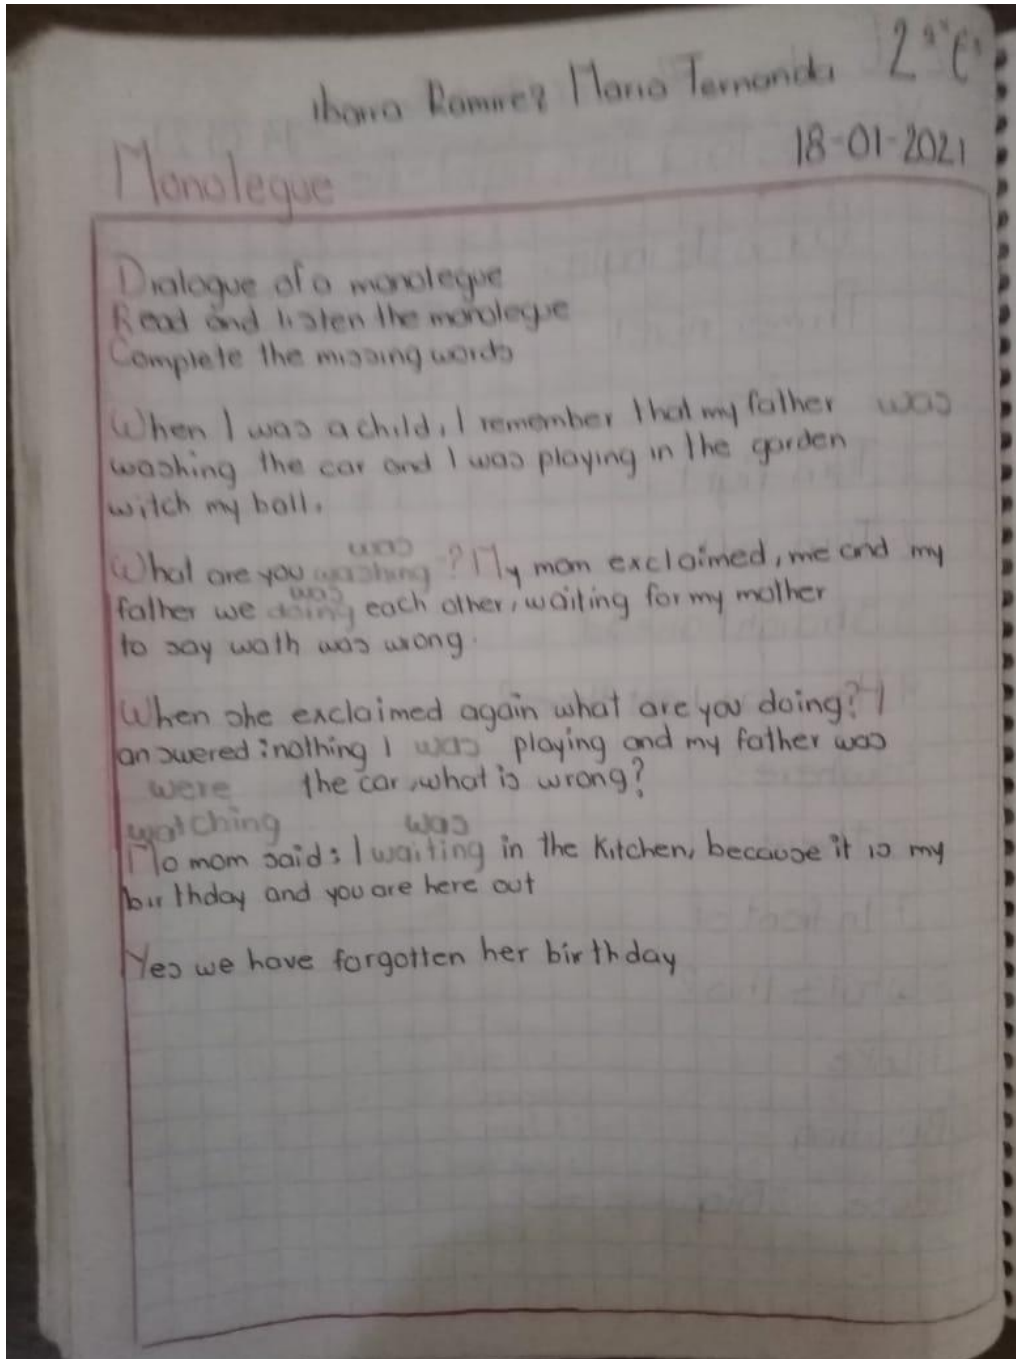 Ibarra Ramirez Maria Fernanda 2°
18-01-2021
Monolegue
Dialogue of a monolegue
Read and listen the monolegue
Complete the missing words
When I was a child, I remember that my father was
washing the car and I was playing in the garden
witch my ball.
was
What are you washing? My mom exclaimed, me and my
was
father we doing each other, waiting for my mother
to say wath was wrong.
When she exclaimed again what are you doing? I
answered: nothing I was playing and my father was
were the car, what is wrong?
watching was
Mo mom said: I waiting in the Kitchen, because it is my
birthday and you are here out
Yes we have forgotten her birthday